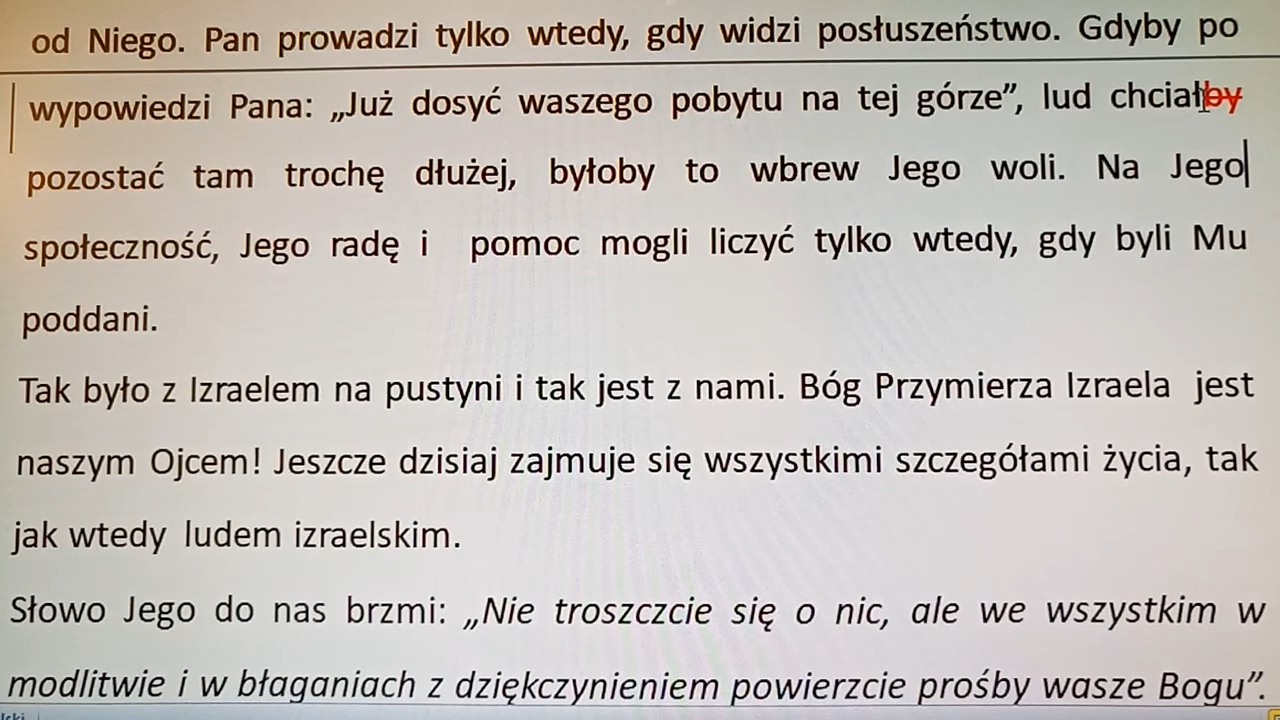 od Niego. Pan prowadzi tylko wtedy, gdy widzi posłuszeństwo. Gdyby po
wypowiedzi Pana: „Już dosyć waszego pobytu na tej górze”, lud chciałby
pozostać tam trochę dłużej, byłoby to wbrew Jego woli. Na Jego
społeczność, Jego radę i pomoc mogli liczyć tylko wtedy, gdy byli Mu
poddani.
Tak było z Izraelem na pustyni i tak jest z nami. Bóg Przymierza Izraela jest
naszym Ojcem! Jeszcze dzisiaj zajmuje się wszystkimi szczegółami życia, tak
jak wtedy ludem izraelskim.
Słowo Jego do nas brzmi: „Nie troszczcie się o nic, ale we wszystkim w
modlitwie i w błaganiach z dziękczynieniem powierzcie prośby wasze Bogu”.